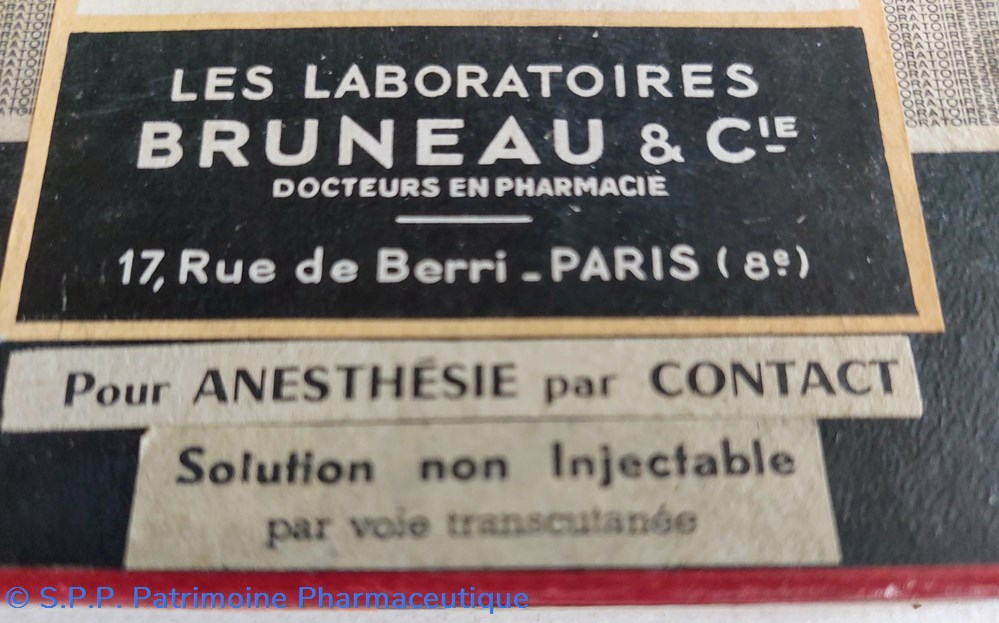 LES LABORATOIRES
BRUNEAU & Cie
DOCTEURS EN PHARMACIE
17, Rue de Berri - PARIS (8e)
Pour ANESTHÉSIE par CONTACT
Solution non Injectable
par voie transcutanée
© S.P.P. Patrimoine Pharmaceutique